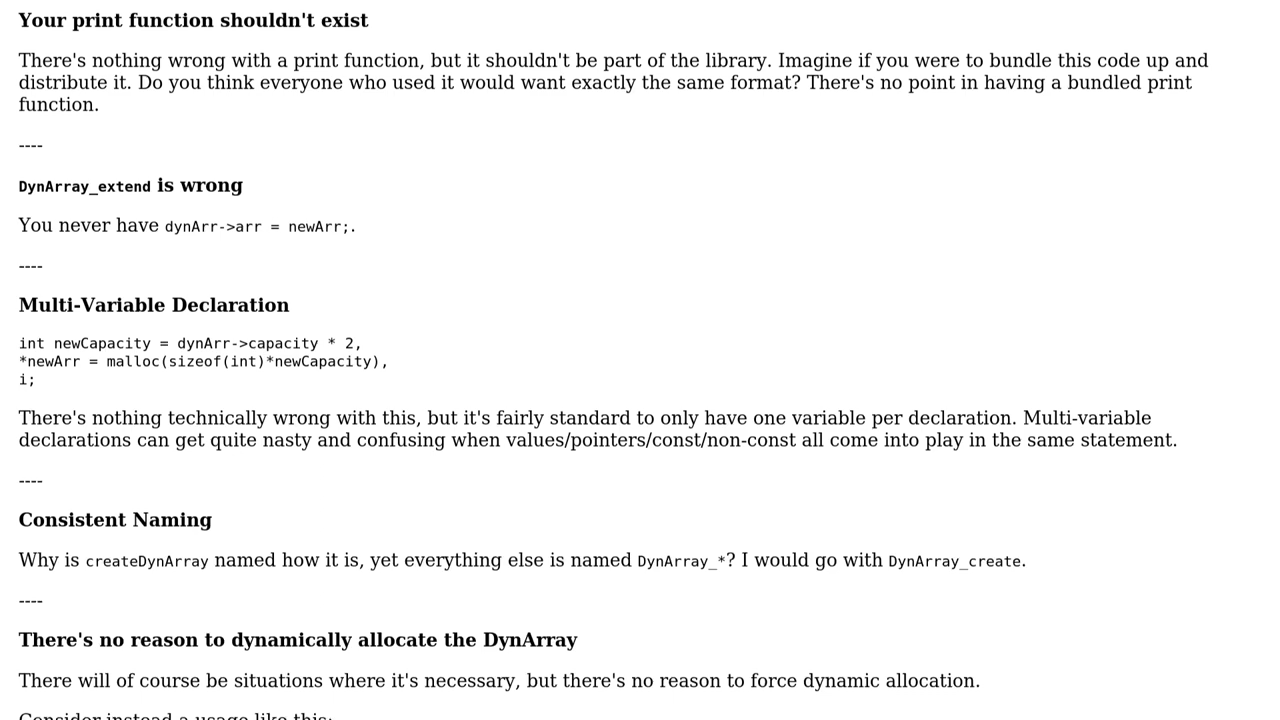 Your print function shouldn't exist
There's nothing wrong with a print function, but it shouldn't be part of the library. Imagine if you were to bundle this code up and
distribute it. Do you think everyone who used it would want exactly the same format? There's no point in having a bundled print
function.
----
DynArray_extend is wrong
You never have dynArr->arr = newArr;.
----
Multi-Variable Declaration
int newCapacity = dynArr->capacity * 2,
*newArr = malloc(sizeof(int)*newCapacity),
i;
There's nothing technically wrong with this, but it's fairly standard to only have one variable per declaration. Multi-variable
declarations can get quite nasty and confusing when values/pointers/const/non-const all come into play in the same statement.
----
Consistent Naming
Why is createDynArray named how it is, yet everything else is named DynArray_*? I would go with DynArray_create.
----
There's no reason to dynamically allocate the DynArray
There will of course be situations where it's necessary, but there's no reason to force dynamic allocation.
Consider instead a usage like this: